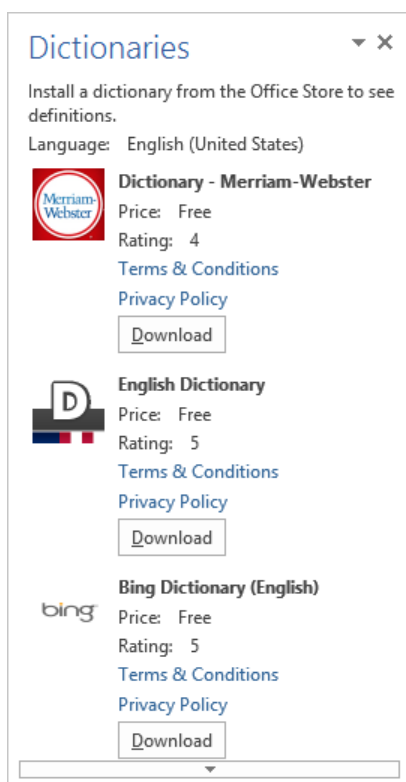 Dictionaries
Install a dictionary from the Office Store to see
definitions.
Language: English (United States)
Merriam-
Webster
Dictionary - Merriam-Webster
Price: Free
Rating: 4
Terms & Conditions
Privacy Policy
Download
D
English Dictionary
Price: Free
Rating: 5
Terms & Conditions
Privacy Policy
Download
bing
Bing Dictionary (English)
Price: Free
Rating: 5
Terms & Conditions
Privacy Policy
Download